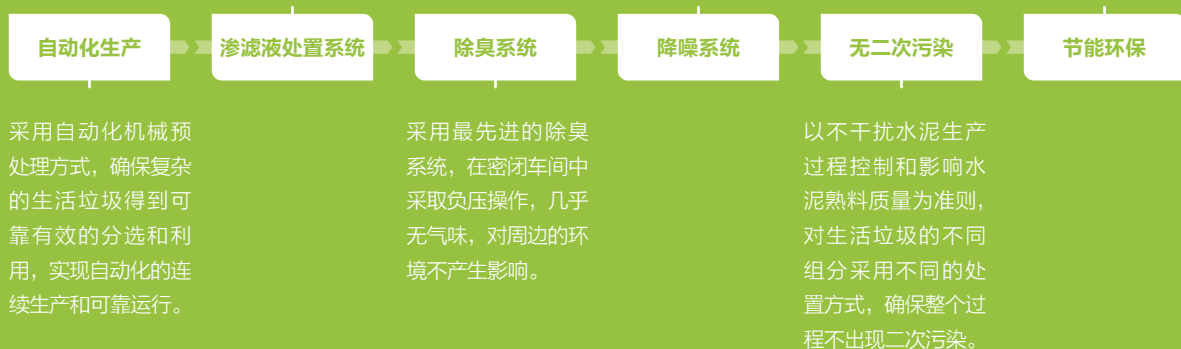 自动化生产
渗滤液处置系统
除臭系统
降噪系统
无二次污染
节能环保
采用自动化机械预
处理方式，确保复杂
的生活垃圾得到可
靠有效的分选和利
用，实现自动化的连
续生产和可靠运行。
采用最先进的除臭
系统，在密闭车间中
采取负压操作，几乎
无气味，对周边的环
境不产生影响。
以不干扰水泥生产
过程控制和影响水
泥熟料质量为准则，
对生活垃圾的不同
组分采用不同的处
置方式，确保整个过
程不出现二次污染。